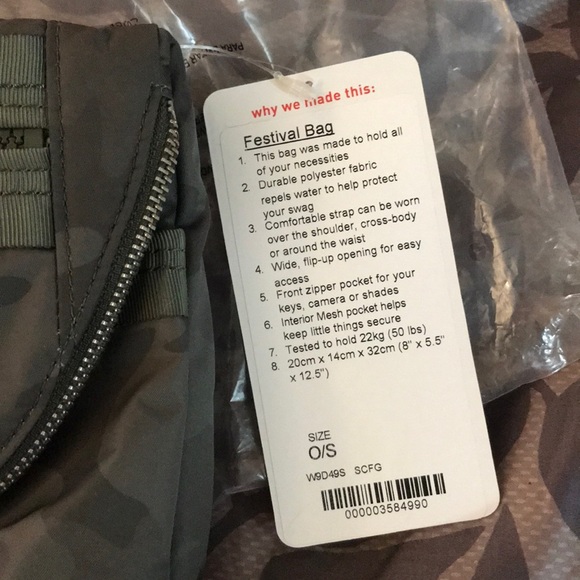 why we made this:
Festival Bag
1. This bag was made to hold all
of your necessities
2. Durable polyester fabric
repels water to help protect
your swag
3. Comfortable strap can be worn
over the shoulder, cross-body
or around the waist
4. Wide, flip-up opening for easy
access
5. Front zipper pocket for your
keys, camera or shades
6. Interior Mesh pocket helps
keep little things secure
7. Tested to hold 22kg (50 lbs)
8. 20cm x 14cm x 32cm (8" x 5.5"
x 12.5")
SIZE
O/S
W9D49S SCFG
000003584990